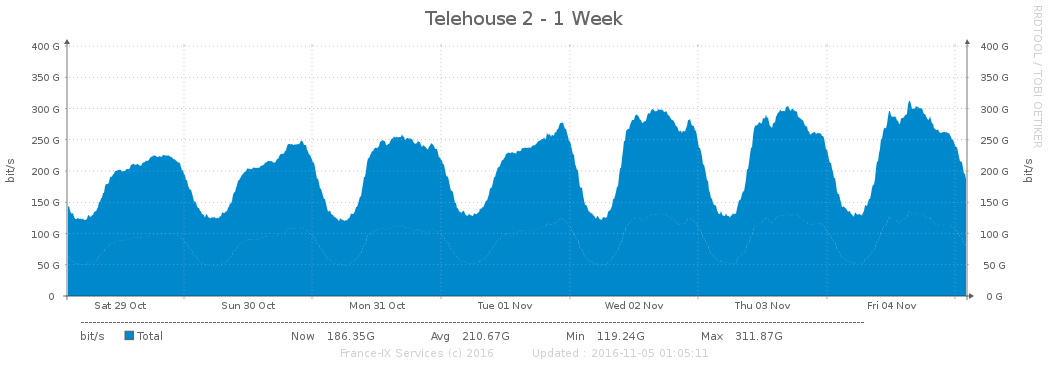 Telehouse 2 - 1 Week
RRDTOOL / TOBI OETIKER
bit/s
400 G 400 G
350 G 350 G
300 G 300 G
250 G 250 G
200 G 200 G
150 G 150 G
100 G 100 G
50 G 50 G
0 0 G
bit/s
Sat 29 Oct Sun 30 Oct Mon 31 Oct Tue 01 Nov Wed 02 Nov Thu 03 Nov Fri 04 Nov
bit/s Total Now 186.35G Avg 210.67G Min 119.24G Max 311.87G
France-IX Services (c) 2016 Updated : 2016-11-05 01:05:11